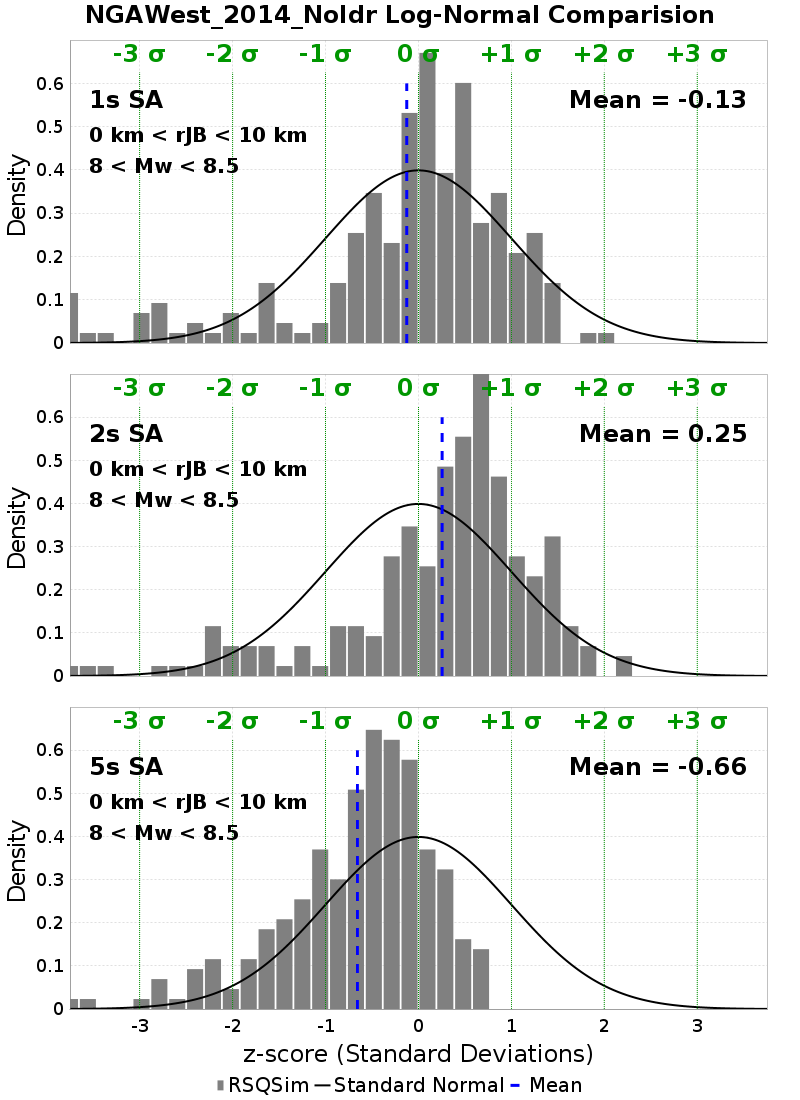 NGAWest_2014_NoIdr Log-Normal Comparision
-3 σ -2 σ -1 σ 0 σ +1 σ +2 σ +3 σ
1s SA
Mean = -0.13
0 km < rJB < 10 km
8 < Mw < 8.5
0.6
0.5
0.4
0.3
0.2
0.1
0
Density
-3 σ -2 σ -1 σ 0 σ +1 σ +2 σ +3 σ
2s SA
Mean = 0.25
0 km < rJB < 10 km
8 < Mw < 8.5
0.6
0.5
0.4
0.3
0.2
0.1
0
Density
-3 σ -2 σ -1 σ 0 σ +1 σ +2 σ +3 σ
5s SA
Mean = -0.66
0 km < rJB < 10 km
8 < Mw < 8.5
0.6
0.5
0.4
0.3
0.2
0.1
0
Density
-3 -2 -1 0 1 2 3
z-score (Standard Deviations)
RSQSim Standard Normal Mean